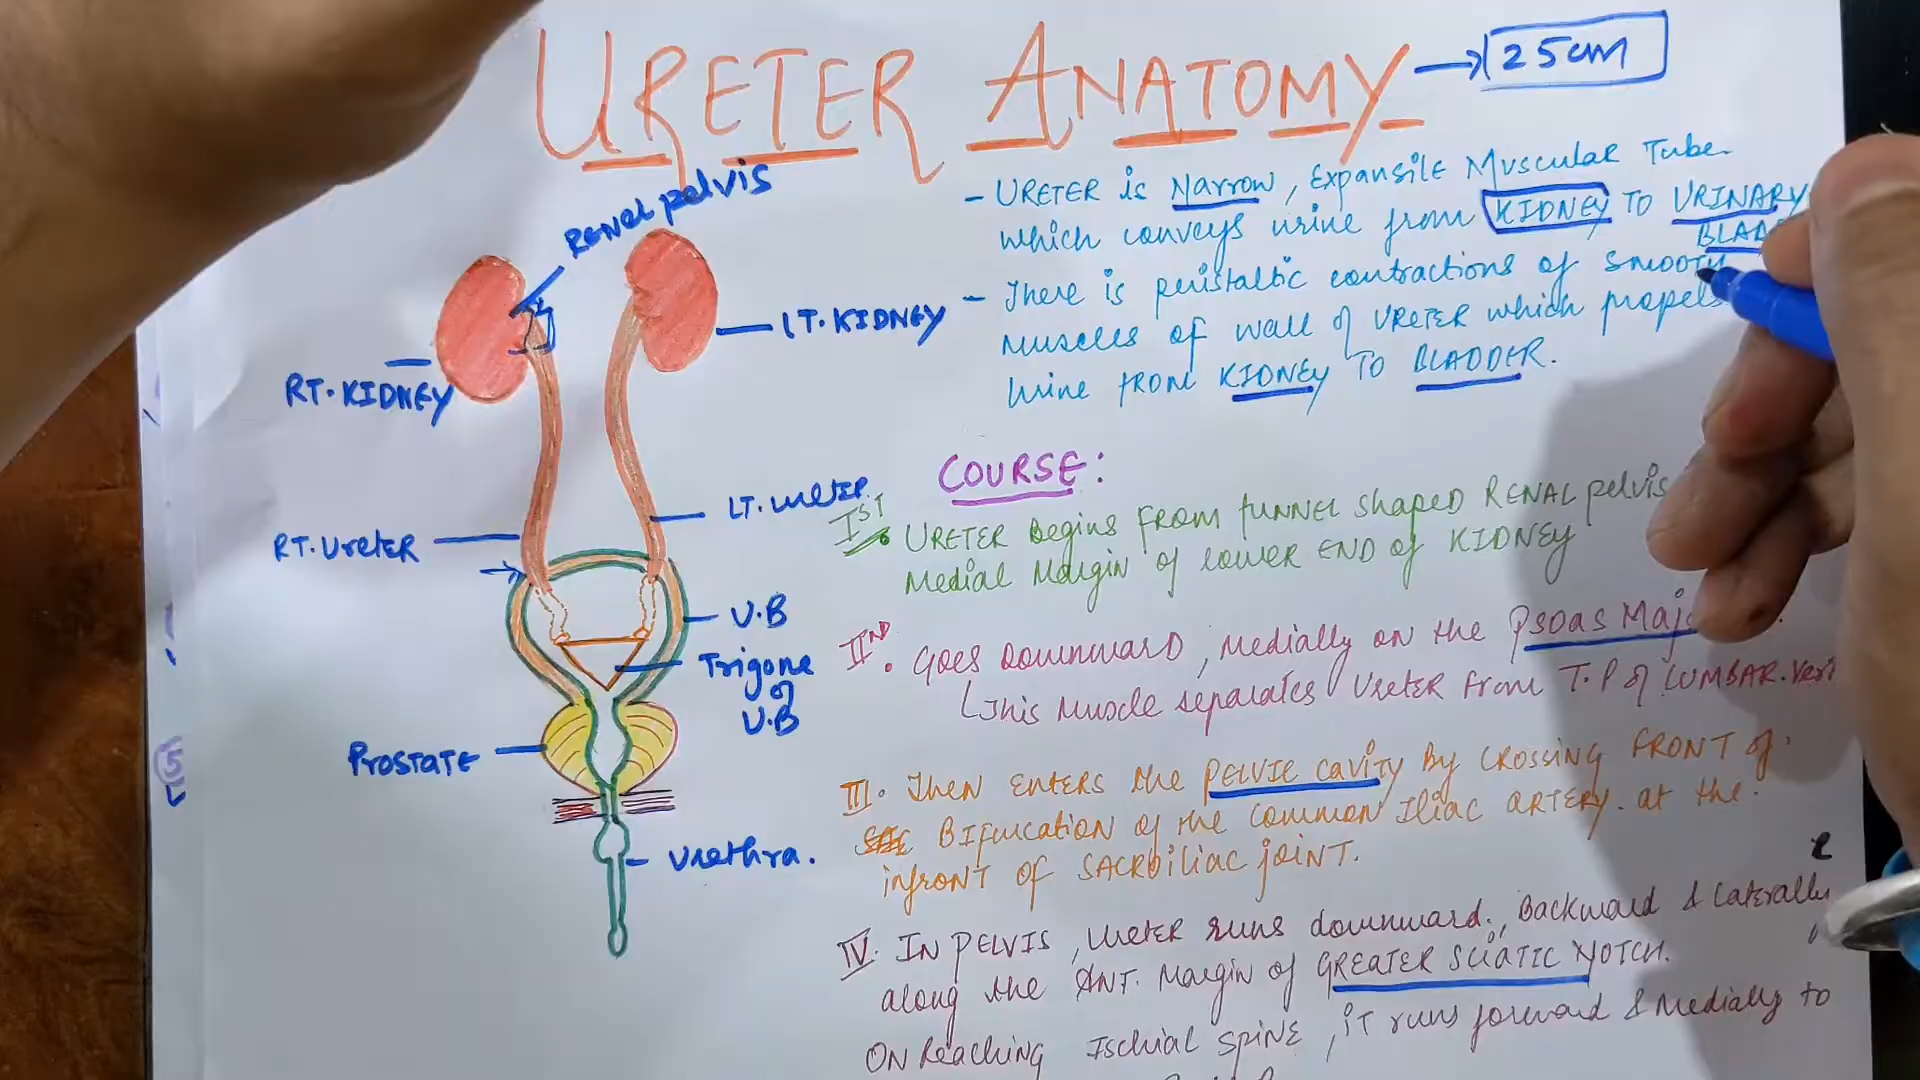 URETER ANATOMY → 25cm
Renal pelvis
LT. KIDNEY
RT. KIDNEY
LT. ureter
RT. Ureter
U.B
Trigone
of
U.B
Prostate
Urethra.
- URETER is Narrow, Expansile Muscular Tube.
which conveys urine from KIDNEY TO URINARY
- There is peristaltic contractions of smooth
muscles of wall of URETER which propels
urine from KIDNEY TO BLADDER.
COURSE:
IST. URETER Begins from funnel shaped RENAL pelvis
Medial Margin of lower END of KIDNEY
IIND. Goes Downward, Medially on the Psoas
(This Muscle separates Ureter from T.P of LUMBAR.
III. Then enters the PELVIC cavity By crossing FRONT of
Bifurcation of the common Iliac ARTERY. at the
infront of SACROiliac joint.
IV. IN PELVIS, ureter runs downward, Backward & laterally
along the ANT. Margin of GREATER SCIATIC NOTCH.
ON Reaching Ischial SPINE, iT runs forward & Medially to
5